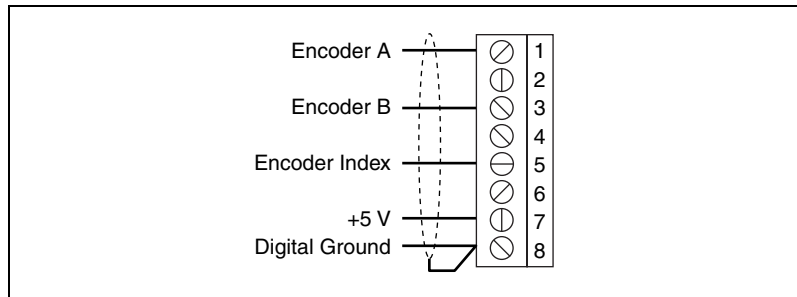 Encoder A 1
2
Encoder B 3
4
Encoder Index 5
6
+5 V 7
Digital Ground 8